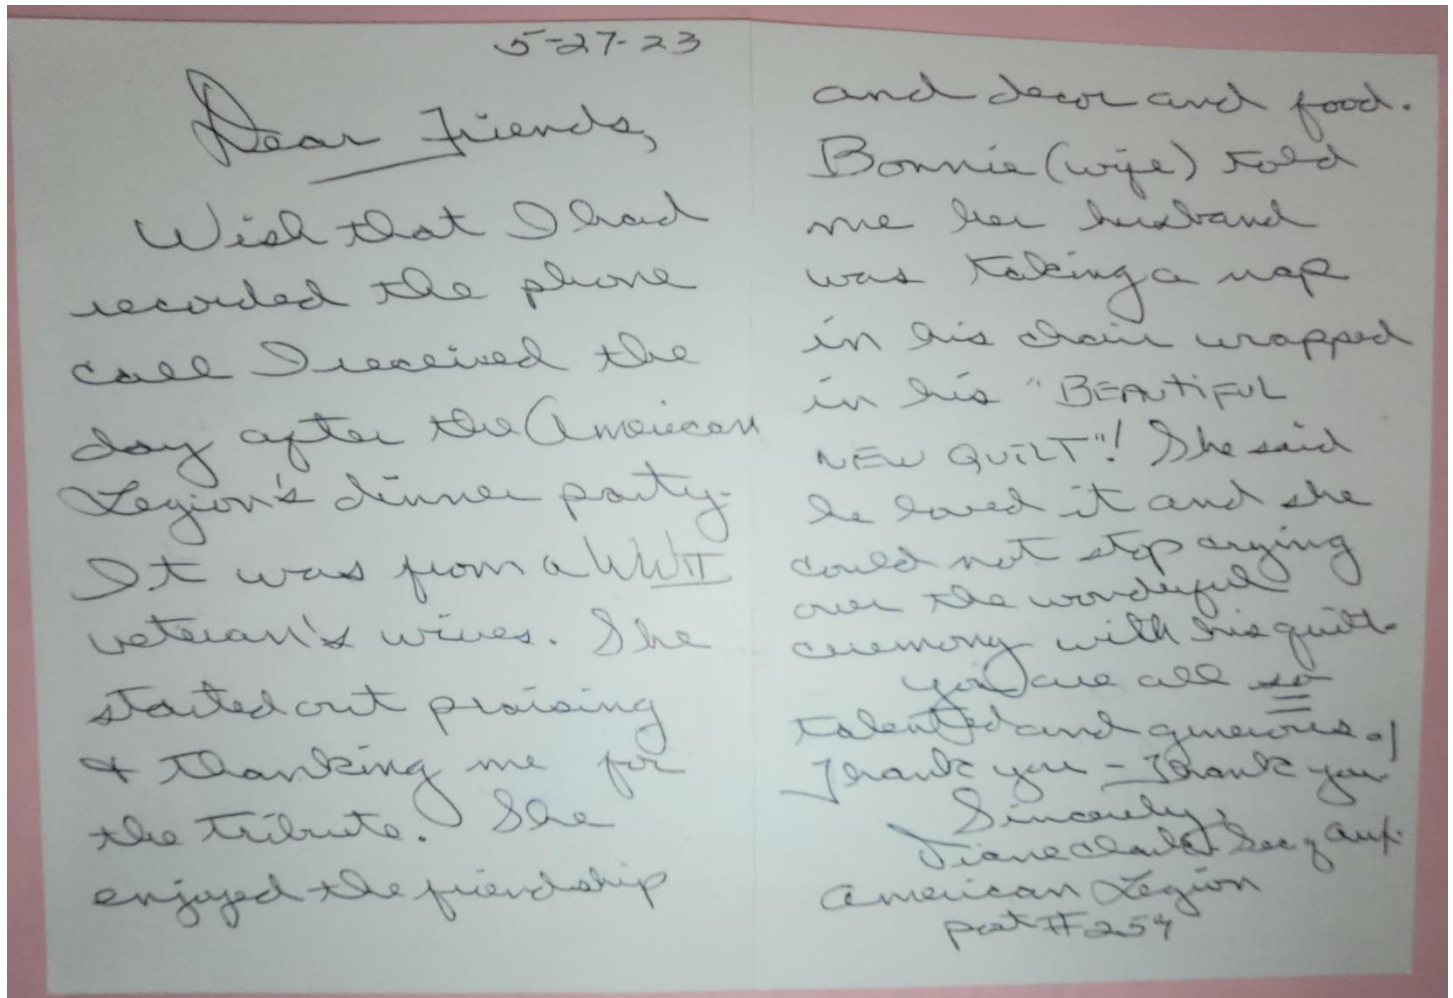 5-27-23
Dear Friends,
Wish that I had
recorded the phone
call I received the
day after the American
Legion's dinner party.
It was from a WWII
veteran's wives. She
started out praising
& thanking me for
the tribute. She
enjoyed the friendship
and decor and food.
Bonnie (wife) told
me her husband
was taking a nap
in his chair wrapped
in his "BEAUTIFUL
NEW QUILT"! She said
he loved it and she
could not stop crying
over the wonderful
ceremony with his quilt.
You are all so
talented and generous!
Thank you - Thank you
Sincerely,
Diane Clark Sec of Aux.
American Legion
post #254